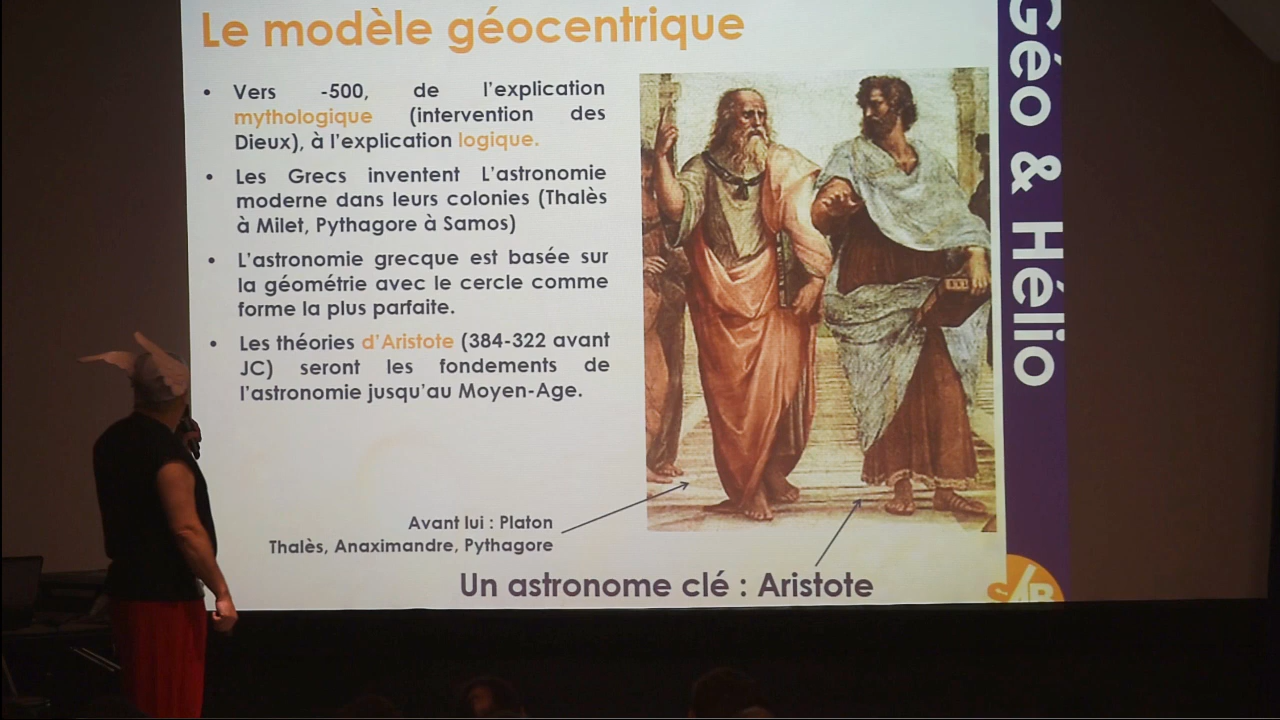 Le modèle géocentrique
• Vers -500, de l'explication
mythologique (intervention des
Dieux), à l'explication logique.
• Les Grecs inventent L'astronomie
moderne dans leurs colonies (Thalès
à Milet, Pythagore à Samos)
• L'astronomie grecque est basée sur
la géométrie avec le cercle comme
forme la plus parfaite.
• Les théories d'Aristote (384-322 avant
JC) seront les fondements de
l'astronomie jusqu'au Moyen-Age.
Avant lui : Platon
Thalès, Anaximandre, Pythagore
Un astronome clé : Aristote
Géo & Hélio